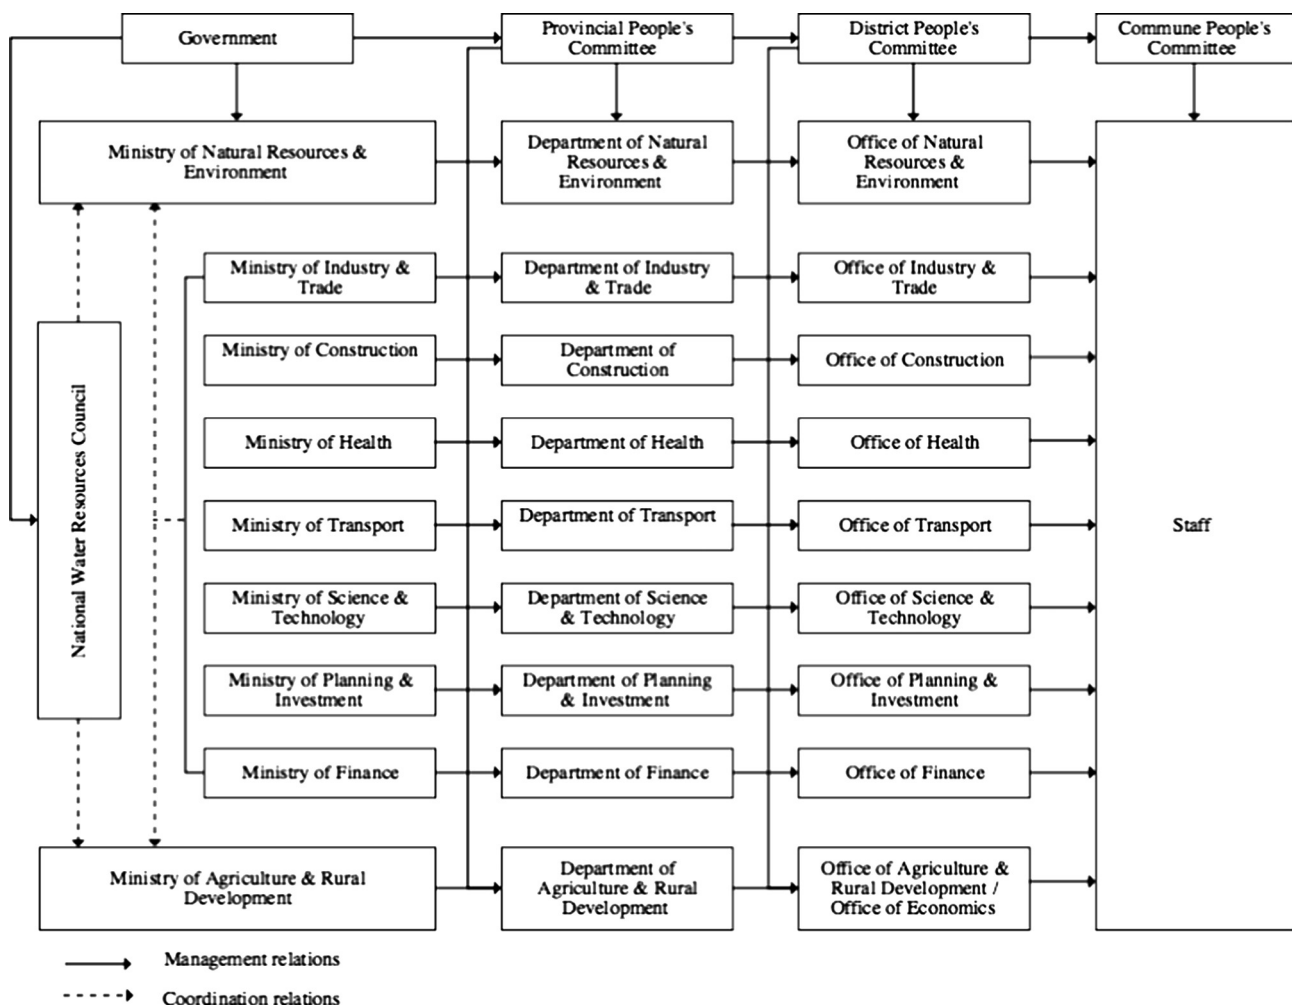 Government
Provincial People's
Committee
District People's
Committee
Commune People's
Committee
Ministry of Natural Resources &
Environment
Department of Natural
Resources &
Environment
Office of Natural
Resources &
Environment
Ministry of Industry &
Trade
Department of Industry
& Trade
Office of Industry &
Trade
Ministry of Construction
Department of
Construction
Office of Construction
Ministry of Health
Department of Health
Office of Health
National Water Resources Council
Ministry of Transport
Department of Transport
Office of Transport
Staff
Ministry of Science &
Technology
Department of Science
& Technology
Office of Science &
Technology
Ministry of Planning &
Investment
Department of Planning
& Investment
Office of Planning &
Investment
Ministry of Finance
Department of Finance
Office of Finance
Ministry of Agriculture & Rural
Development
Department of
Agriculture & Rural
Development
Office of Agriculture &
Rural Development /
Office of Economics
Management relations
Coordination relations